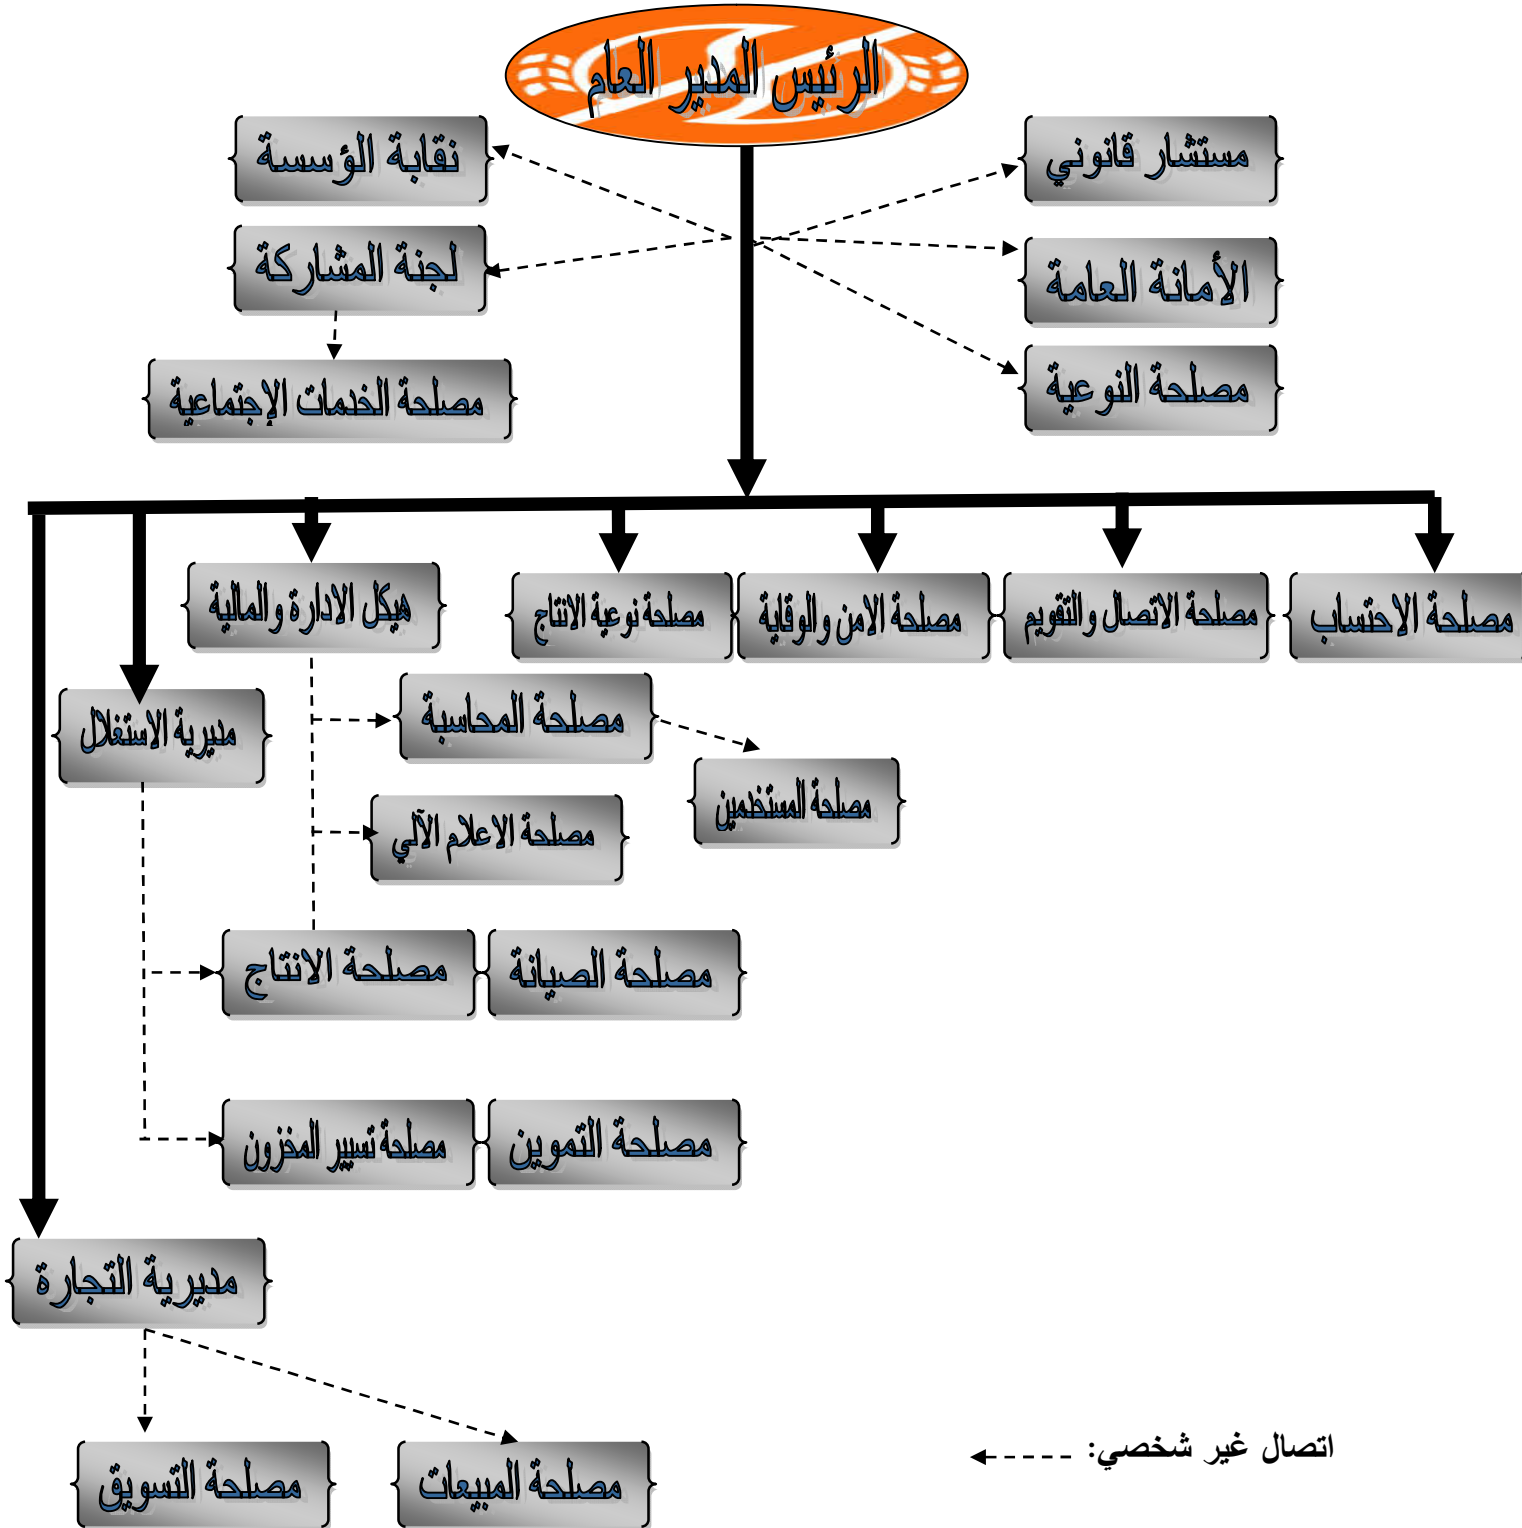 الرئيس المدير العام
مستشار قانوني
نقابة الؤسسة
الأمانة العامة
لجنة المشاركة
مصلحة النوعية
مصلحة الخدمات الإجتماعية
مصلحة الاحتساب
مصلحة الاتصال والتقويم
مصلحة الامن والوقاية
مصلحة نوعية الانتاج
هيكل الادارة والمالية
مصلحة المحاسبة
مديرية الاستغلال
مصلحة المستخدمين
مصلحة الاعلام الآلي
مصلحة الصيانة
مصلحة الانتاج
مصلحة التموين
مصلحة تسيير المخزون
مديرية التجارة
اتصال غير شخصي:
مصلحة المبيعات
مصلحة التسويق